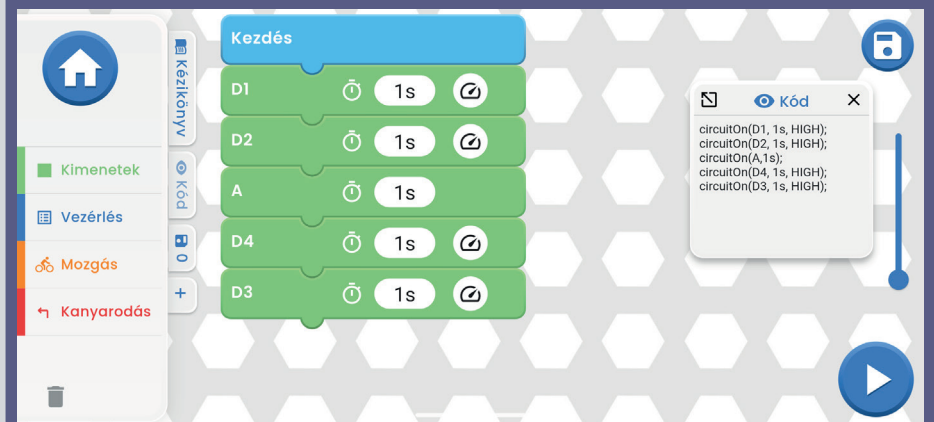 Kimenetek
Vezérlés
Mozgás
Kanyarodás
Kézikönyv
Kód
0
+
Kezdés
D1 1s
D2 1s
A 1s
D4 1s
D3 1s
Kód
circuitOn(D1, 1s, HIGH);
circuitOn(D2, 1s, HIGH);
circuitOn(A,1s);
circuitOn(D4, 1s, HIGH);
circuitOn(D3, 1s, HIGH);